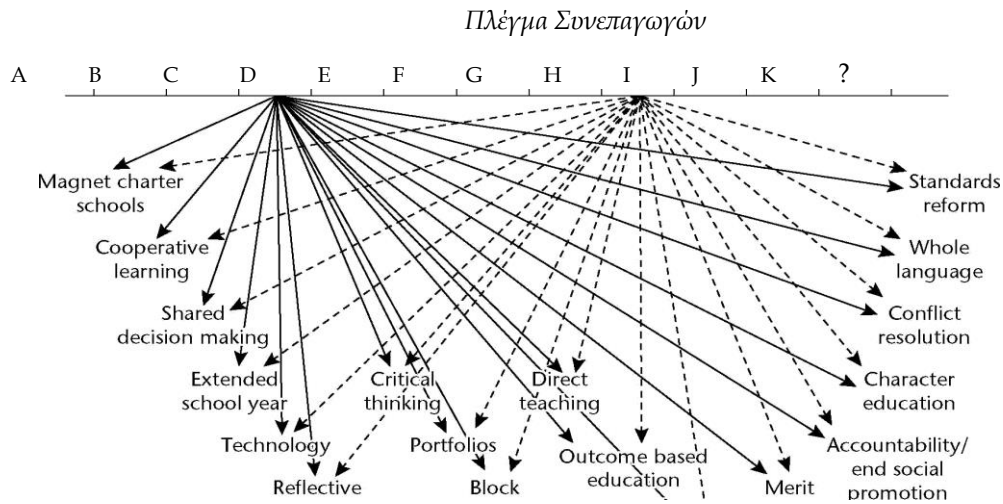 Πλέγμα Συνεπαγωγών
A B C D E F G H I J K ?
Magnet charter
schools
Cooperative
learning
Shared
decision making
Extended
school year
Technology
Reflective
Critical
thinking
Portfolios
Block
Direct
teaching
Outcome based
education
Merit
Standards
reform
Whole
language
Conflict
resolution
Character
education
Accountability/
end social
promotion